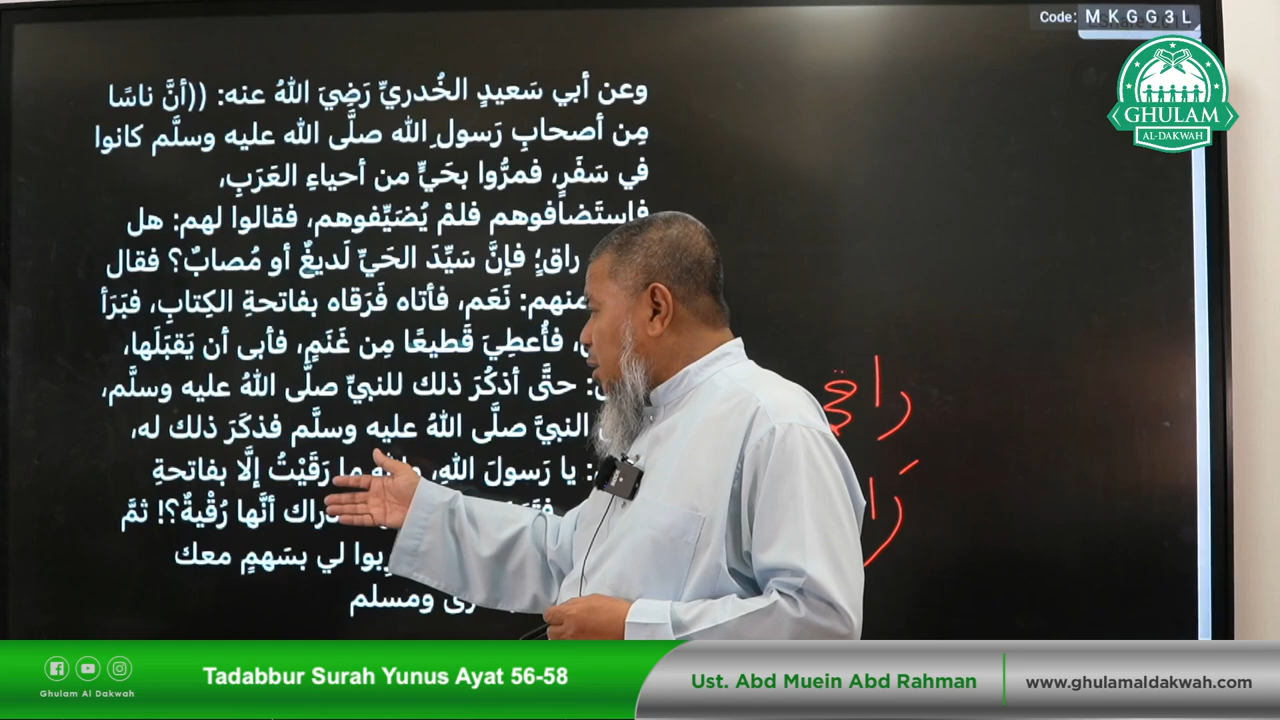 Code: M K G G 3 L
GHULAM
AL-DAKWAH
وعن أبي سَعيدٍ الخُدريِّ رَضِيَ اللهُ عنه: ((أنَّ ناسًا
مِن أصحابِ رَسولِ الله صلَّى الله عليه وسلَّم كانوا
في سَفَرٍ، فمرُّوا بحَيٍّ من أحياءِ العَرَبِ،
فاستَضافوهم فلمْ يُضَيِّفوهم، فقالوا لهم: هل
راقٍ؛ فإنَّ سَيِّدَ الحَيِّ لَديغٌ أو مُصابٌ؟ فقال
منهم: نَعَم، فأتاه فَرَقاه بفاتحةِ الكِتابِ، فبَرَأ
فأُعطِيَ قَطيعًا مِن غَنَمٍ، فأبى أن يَقبَلَها،
حتَّى أذكُرَ ذلك للنبيِّ صلَّى اللهُ عليه وسلَّم،
النبيَّ صلَّى اللهُ عليه وسلَّم فذكَرَ ذلك له،
يا رَسولَ اللهِ، واللهِ ما رَقَيْتُ إلَّا بفاتحةِ
أنَّها رُقْيةٌ؟! ثمَّ
لي بسَهمٍ معك
ومسلم
راقي
Ghulam Al Dakwah
Tadabbur Surah Yunus Ayat 56-58
Ust. Abd Muein Abd Rahman
www.ghulamaldakwah.com